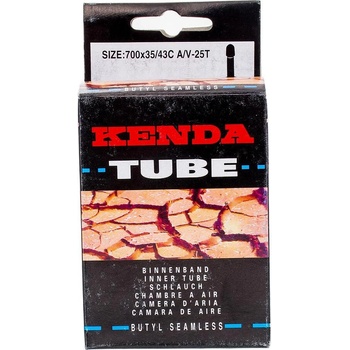 SIZE:700x35/43C A/V-25T
BUTYL SEAMLESS
KENDA
TUBE
BINNENBAND
INNER TUBE
SCHLAUCH
CHAMBRE A AIR
CAMERA D'ARIA
CAMARA DE AIRE
BUTYL SEAMLESS